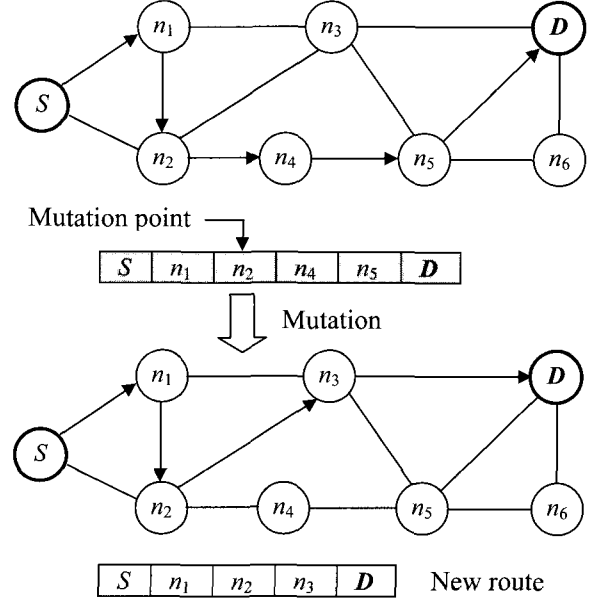 n1 n3 D
S
n2 n4 n5 n6
Mutation point
S n1 n2 n4 n5 D
Mutation
n1 n3 D
S
n2 n4 n5 n6
S n1 n2 n3 D New route